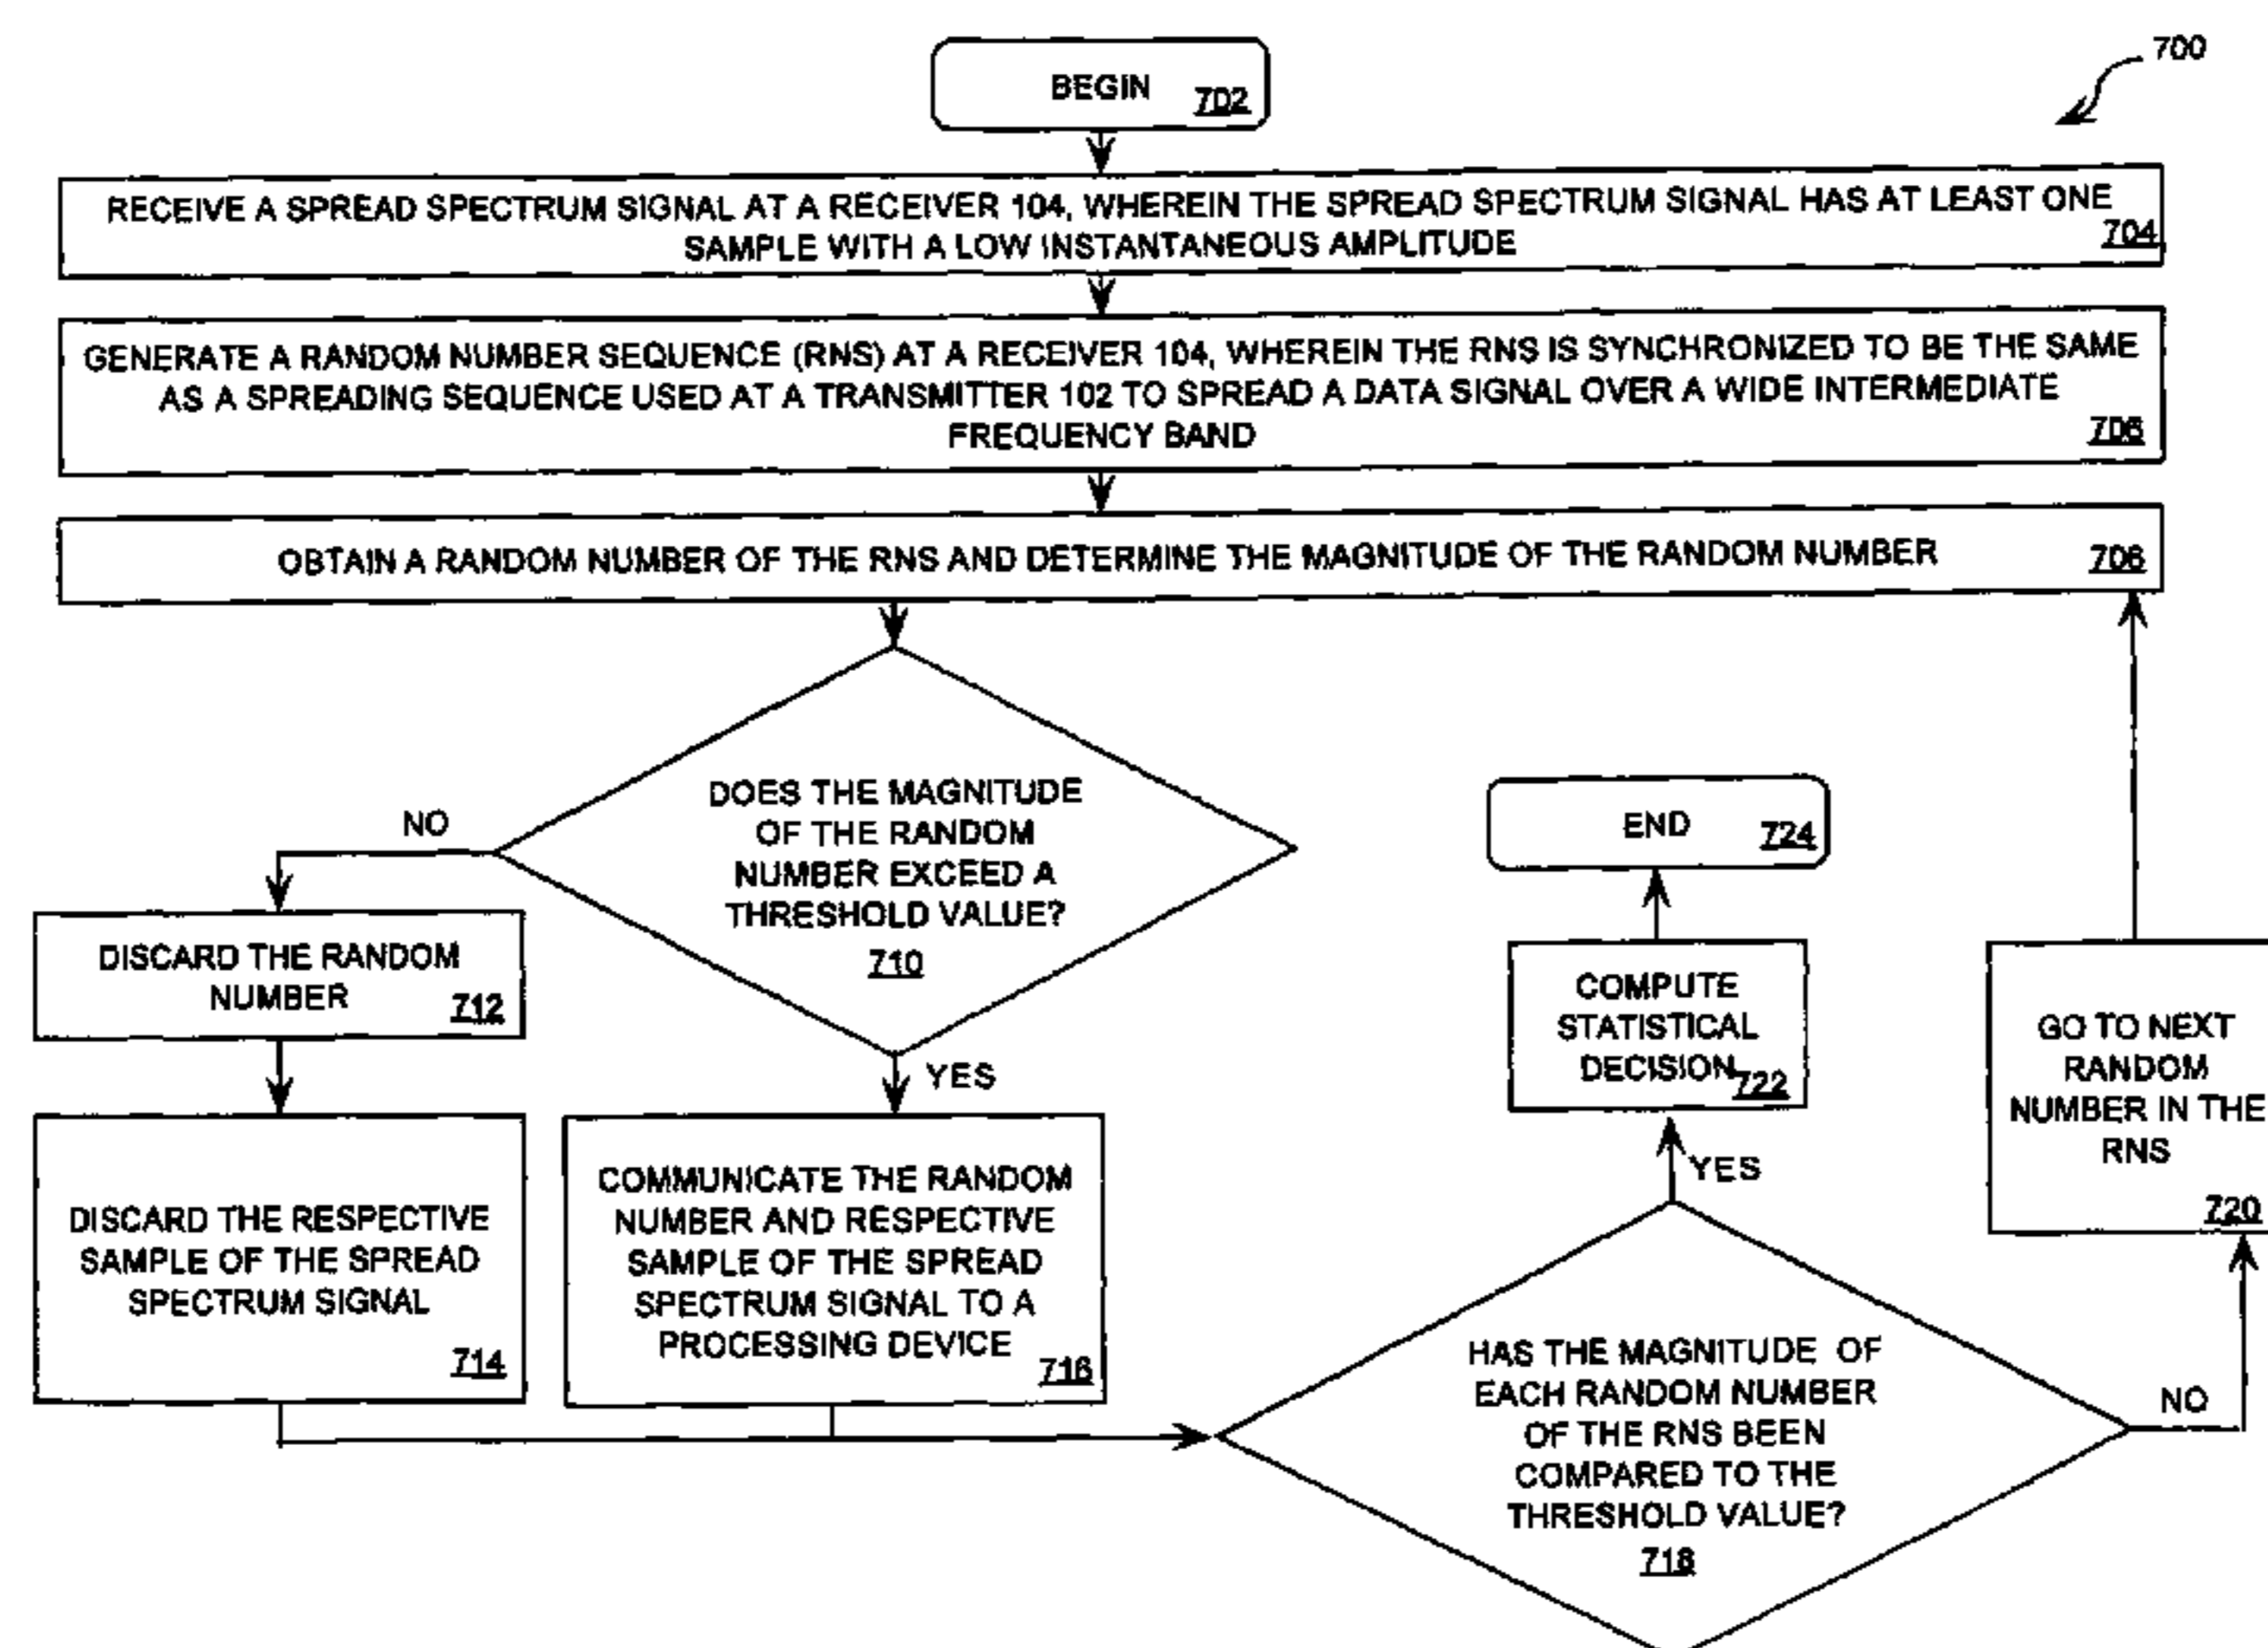 700
BEGIN 702
RECEIVE A SPREAD SPECTRUM SIGNAL AT A RECEIVER 104, WHEREIN THE SPREAD SPECTRUM SIGNAL HAS AT LEAST ONE
SAMPLE WITH A LOW INSTANTANEOUS AMPLITUDE 704
GENERATE A RANDOM NUMBER SEQUENCE (RNS) AT A RECEIVER 104, WHEREIN THE RNS IS SYNCHRONIZED TO BE THE SAME
AS A SPREADING SEQUENCE USED AT A TRANSMITTER 102 TO SPREAD A DATA SIGNAL OVER A WIDE INTERMEDIATE
FREQUENCY BAND 706
OBTAIN A RANDOM NUMBER OF THE RNS AND DETERMINE THE MAGNITUDE OF THE RANDOM NUMBER 708
DOES THE MAGNITUDE
OF THE RANDOM
NUMBER EXCEED A
THRESHOLD VALUE?
710
NO
YES
DISCARD THE RANDOM
NUMBER 712
DISCARD THE RESPECTIVE
SAMPLE OF THE SPREAD
SPECTRUM SIGNAL
714
COMMUNICATE THE RANDOM
NUMBER AND RESPECTIVE
SAMPLE OF THE SPREAD
SPECTRUM SIGNAL TO A
PROCESSING DEVICE 716
HAS THE MAGNITUDE OF
EACH RANDOM NUMBER
OF THE RNS BEEN
COMPARED TO THE
THRESHOLD VALUE?
718
YES
NO
COMPUTE
STATISTICAL
DECISION 722
END 724
GO TO NEXT
RANDOM
NUMBER IN THE
RNS
720